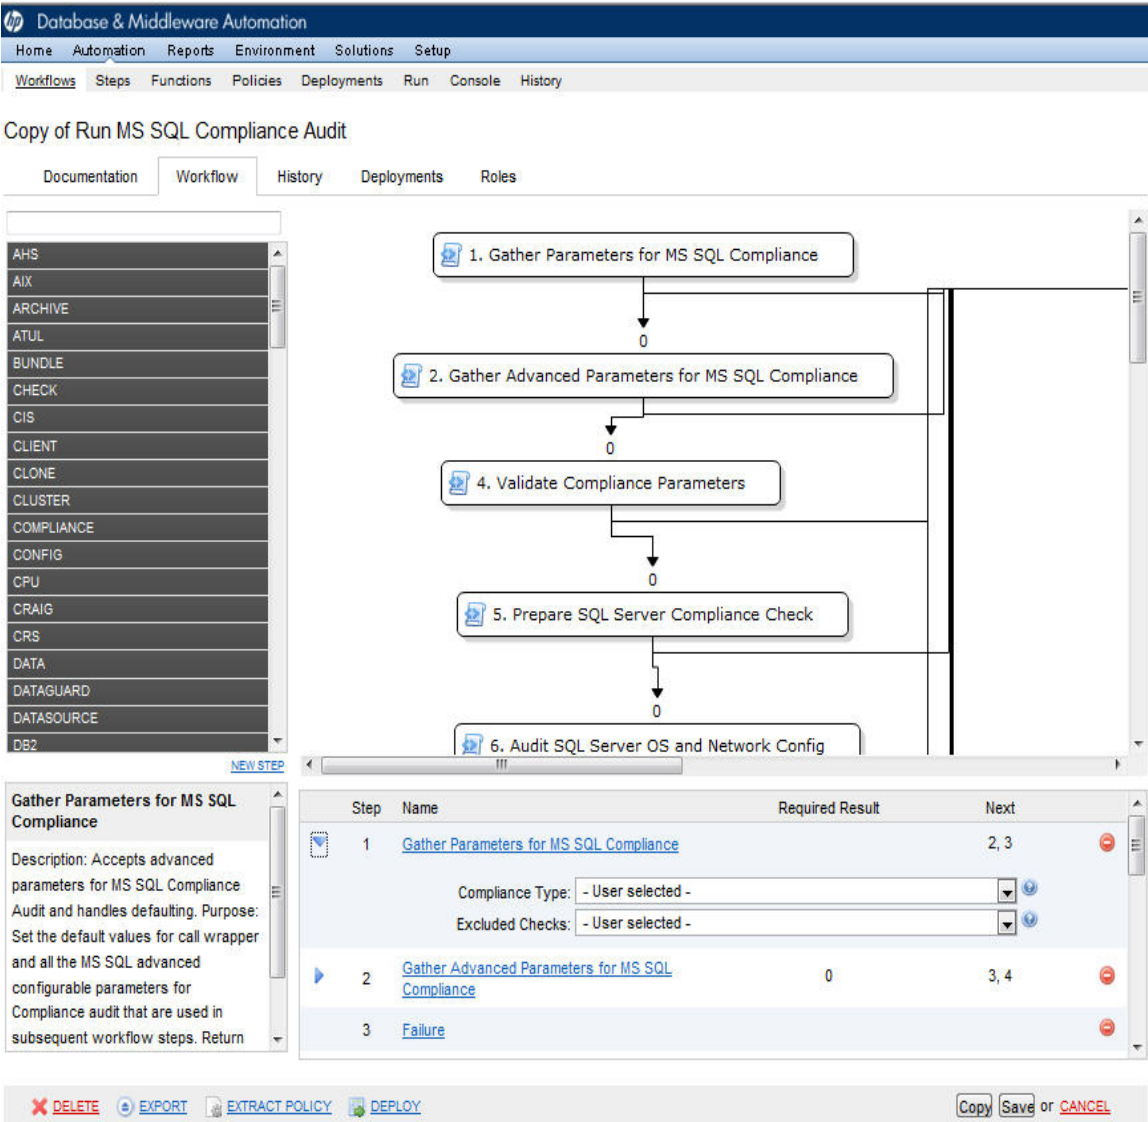 hp Database & Middleware Automation
Home Automation Reports Environment Solutions Setup
Workflows Steps Functions Policies Deployments Run Console History
Copy of Run MS SQL Compliance Audit
Documentation Workflow History Deployments Roles
AHS
AIX
ARCHIVE
ATUL
BUNDLE
CHECK
CIS
CLIENT
CLONE
CLUSTER
COMPLIANCE
CONFIG
CPU
CRAIG
CRS
DATA
DATAGUARD
DATASOURCE
DB2
NEW STEP
1. Gather Parameters for MS SQL Compliance
0
2. Gather Advanced Parameters for MS SQL Compliance
0
4. Validate Compliance Parameters
0
5. Prepare SQL Server Compliance Check
0
6. Audit SQL Server OS and Network Config
Gather Parameters for MS SQL
Compliance
Description: Accepts advanced
parameters for MS SQL Compliance
Audit and handles defaulting. Purpose:
Set the default values for call wrapper
and all the MS SQL advanced
configurable parameters for
Compliance audit that are used in
subsequent workflow steps. Return
Step Name Required Result Next
1 Gather Parameters for MS SQL Compliance 2, 3
Compliance Type: - User selected -
Excluded Checks: - User selected -
2 Gather Advanced Parameters for MS SQL
Compliance 0 3, 4
3 Failure
DELETE EXPORT EXTRACT POLICY DEPLOY Copy Save or CANCEL